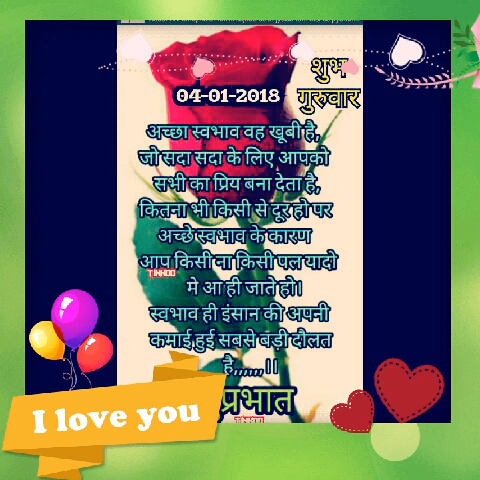 शुभ
04-01-2018 गुरुवार
अच्छा स्वभाव वह खूबी है,
जो सदा सदा के लिए आपको
सभी का प्रिय बना देता है,
कितना भी किसी से दूर हो पर
अच्छे स्वभाव के कारण
आप किसी ना किसी पल यादो
मे आ ही जाते हो।
स्वभाव ही इंसान की अपनी
कमाई हुई सबसे बड़ी दौलत
है,,,,,,।।
प्रभात
I love you